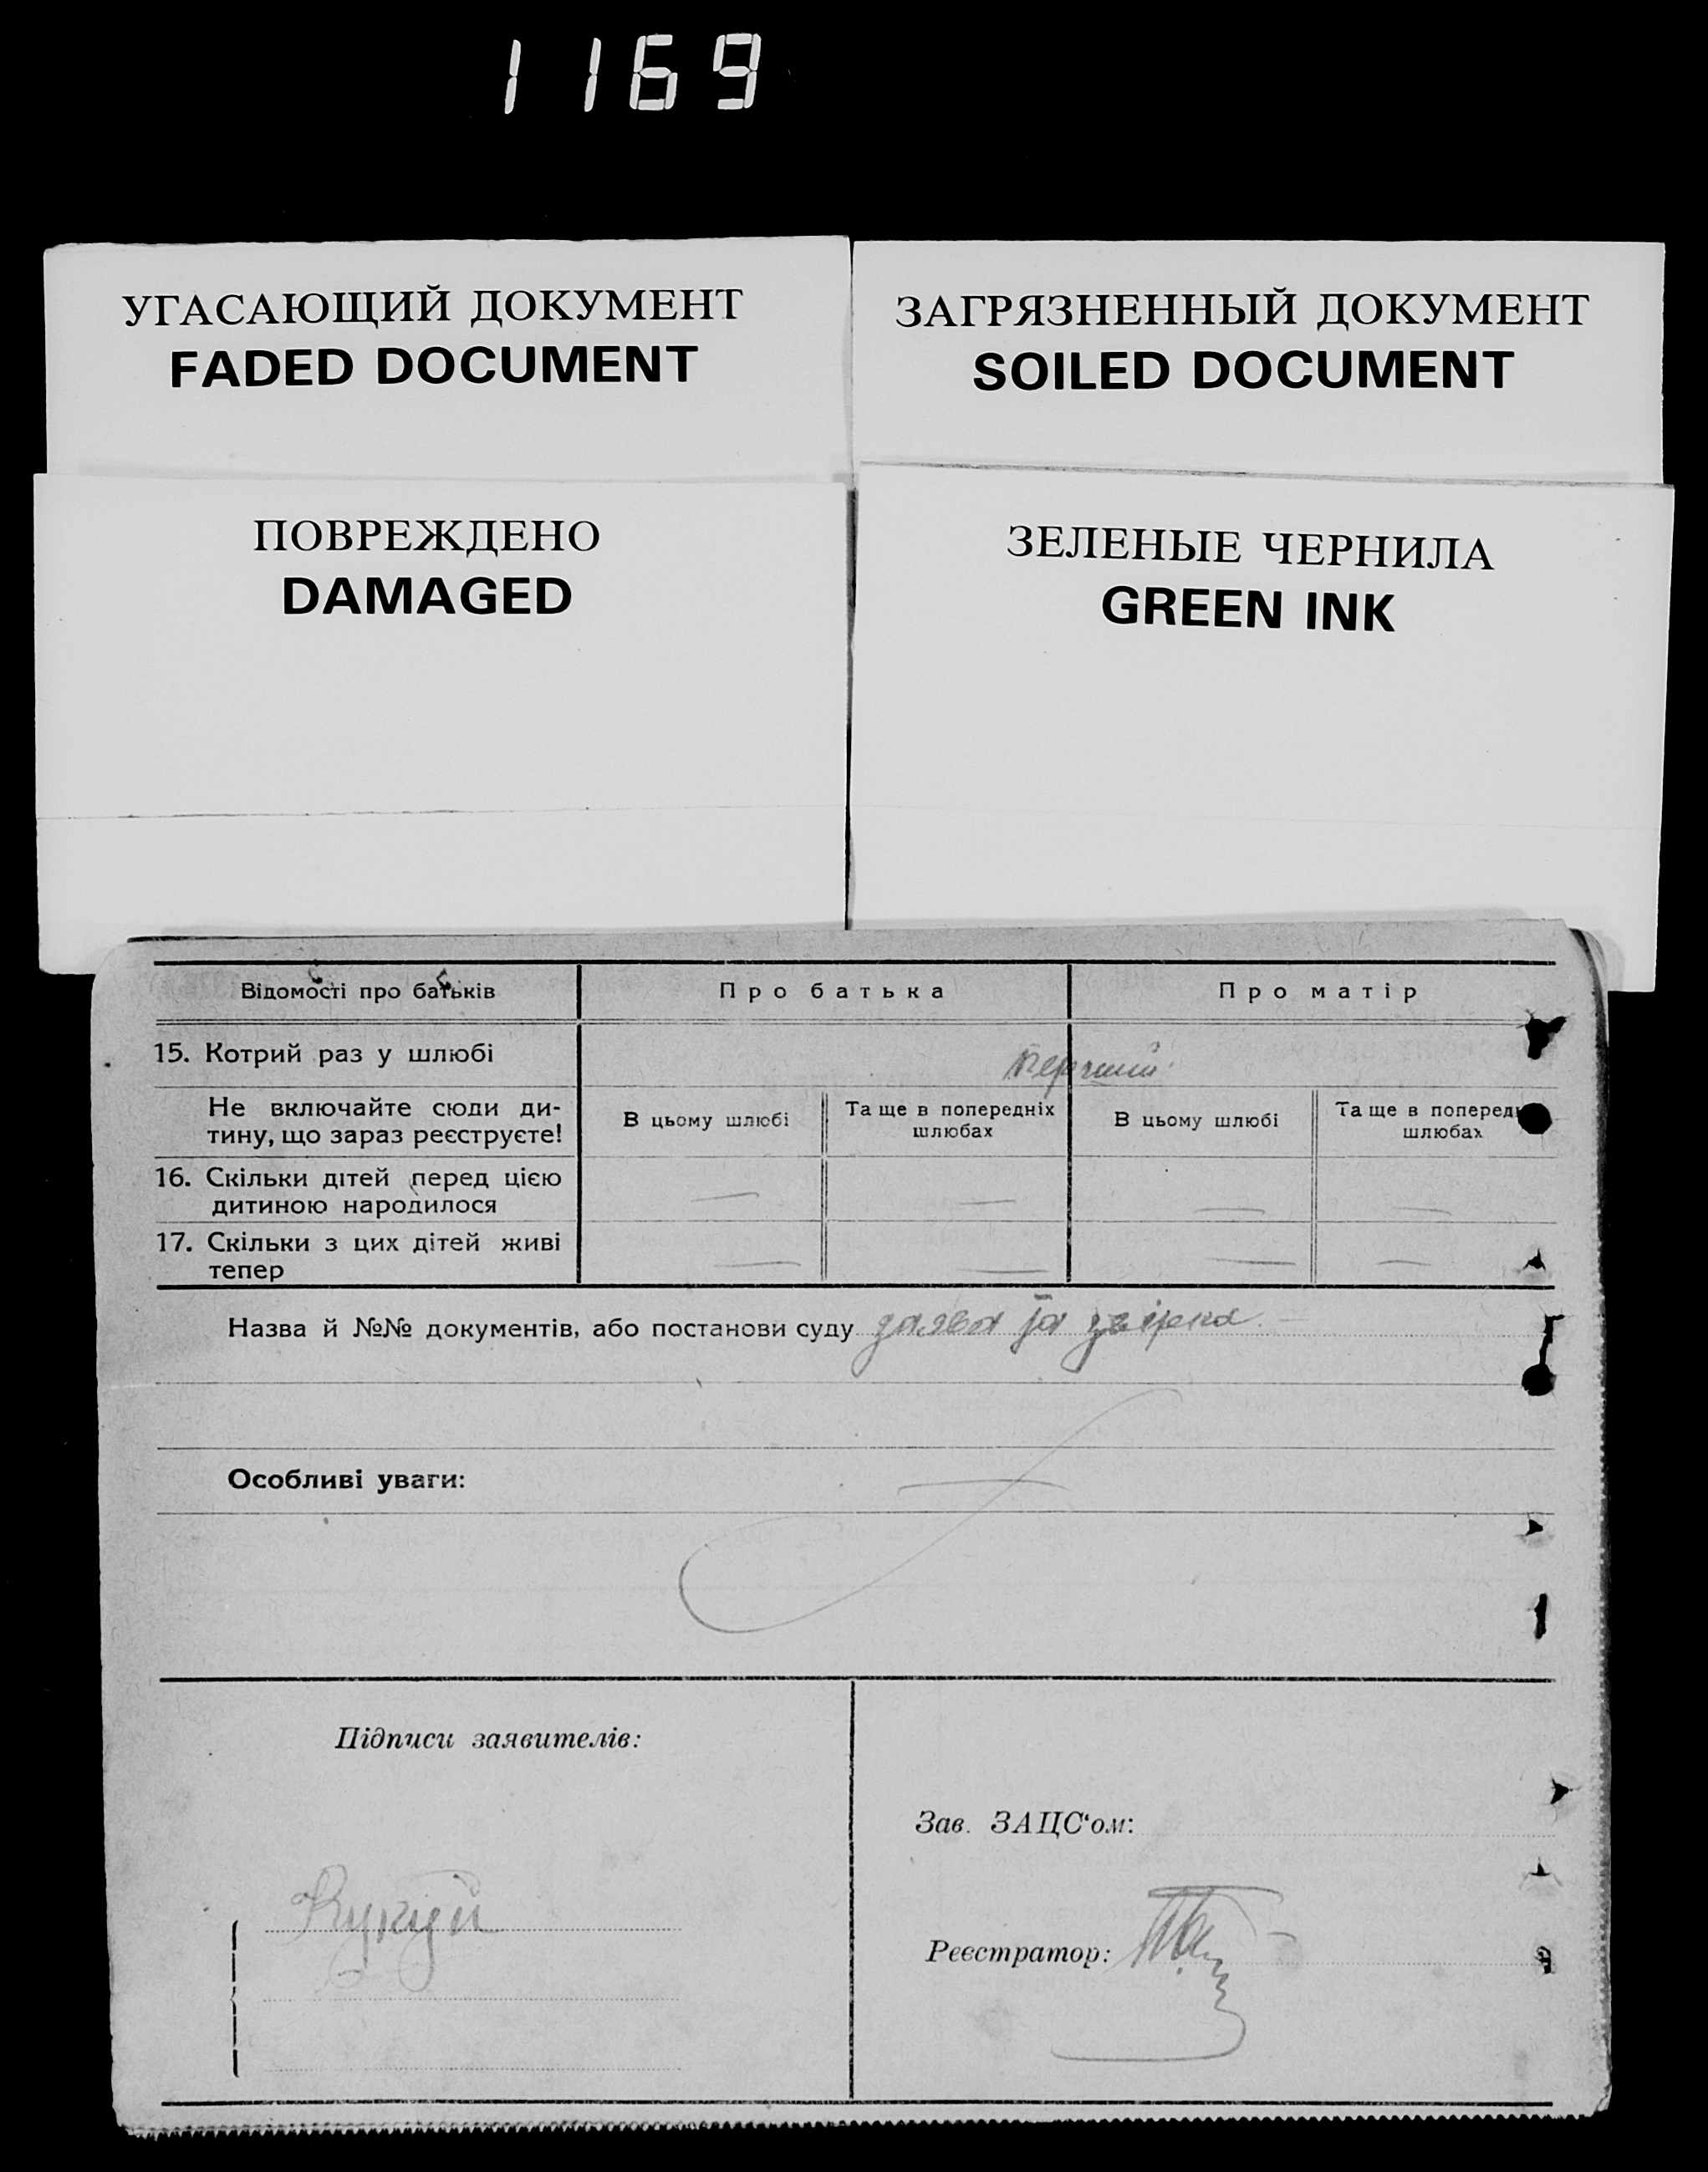 1169
УГАСАЮЩИЙ ДОКУМЕНТ
FADED DOCUMENT
ЗАГРЯЗНЕННЫЙ ДОКУМЕНТ
SOILED DOCUMENT
ПОВРЕЖДЕНО
DAMAGED
ЗЕЛЕНЫЕ ЧЕРНИЛА
GREEN INK
Відомості про батьків
Про батька
Про матір
15. Котрий раз у шлюбі
перший
Не включайте сюди ди-
тину, що зараз реєструєте!
В цьому шлюбі
Та ще в попередніх
шлюбах
В цьому шлюбі
Та ще в поперед
шлюбах
16. Скільки дітей перед цією
дитиною народилося
— — — —
17. Скільки з цих дітей живі
тепер
— — — —
Назва й №№ документів, або постанови суду заява та
Особливі уваги: —
Підписи заявителів:
Кукуй
Зав. ЗАЦС‘ом:
Реєстратор: